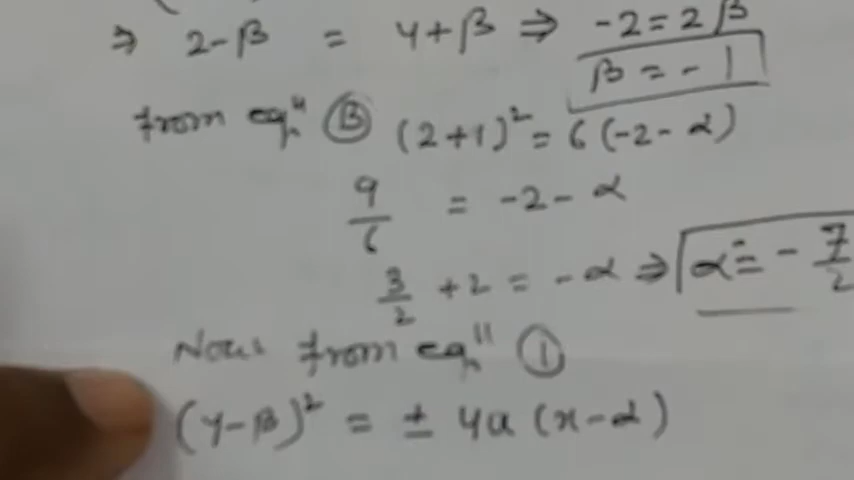 ⇒ 2-β = 4+β ⇒ -2=2β
β = -1
from eqⁿ Ⓑ (2+1)² = 6(-2-α)
9/6 = -2-α
3/2 +2 = -α ⇒ α = -7/2
Now from eqⁿ ①
(y-β)² = ± 4a (x-α)